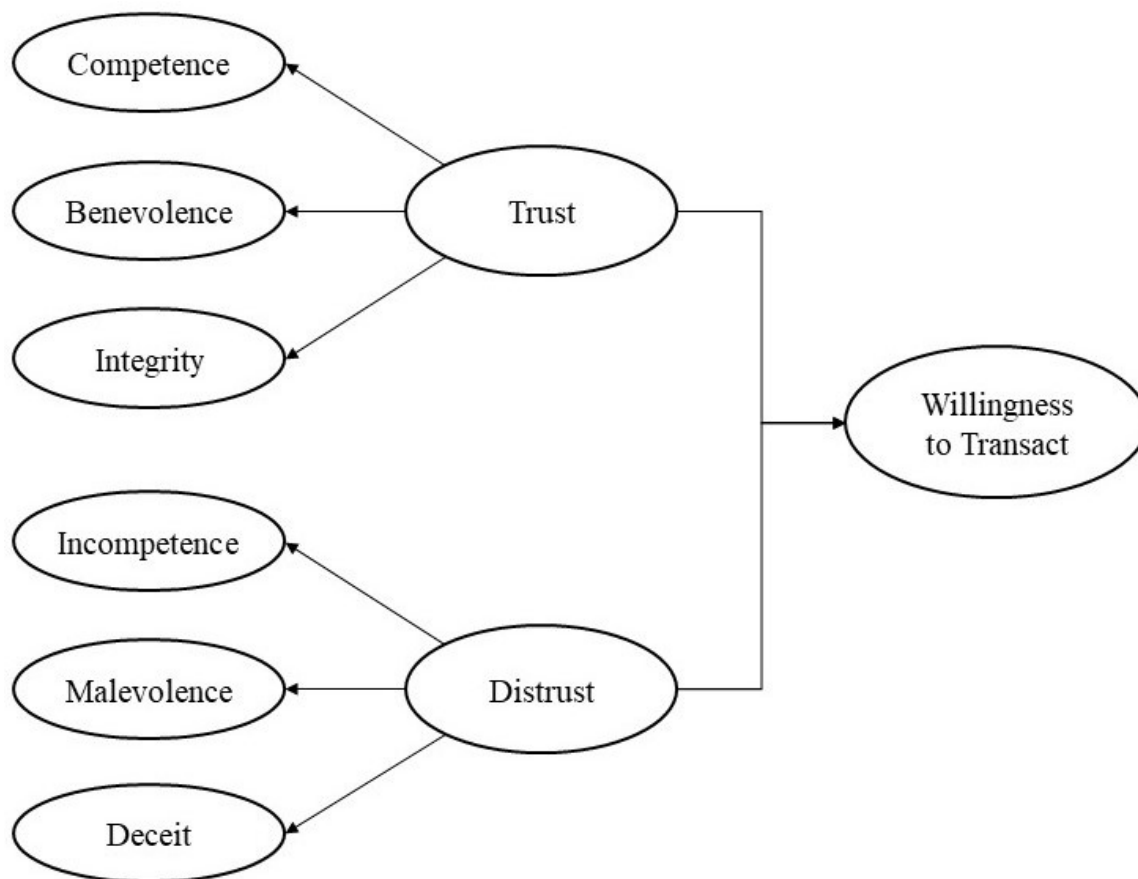 Competence
Benevolence
Trust
Integrity
Willingness
to Transact
Incompetence
Malevolence
Distrust
Deceit